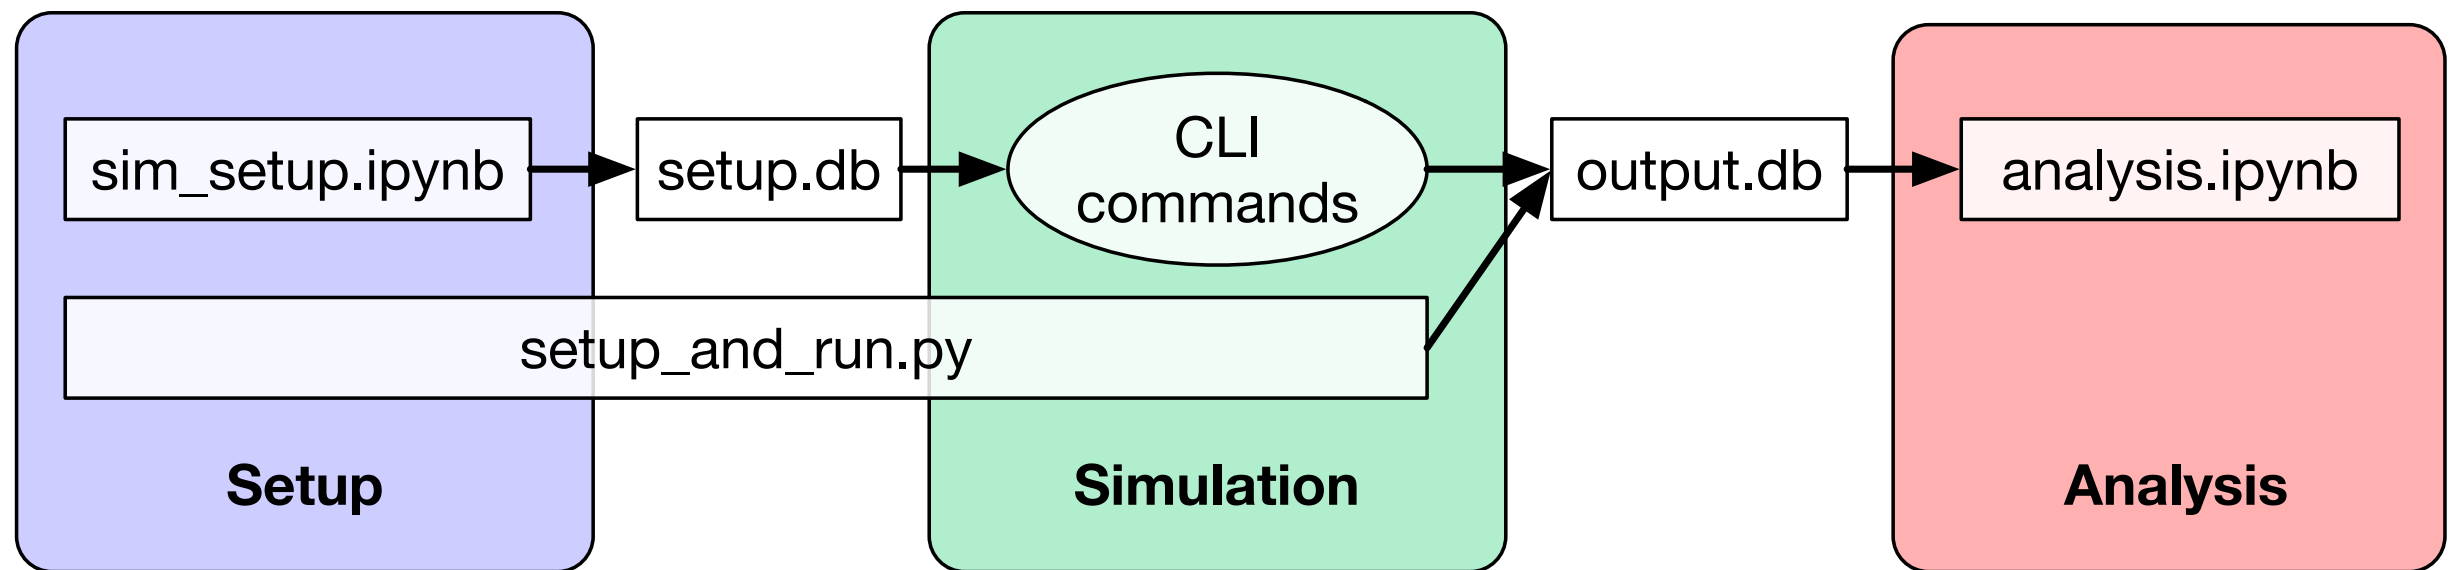 sim_setup.ipynb
setup.db
CLI
commands
output.db
analysis.ipynb
setup_and_run.py
Setup
Simulation
Analysis